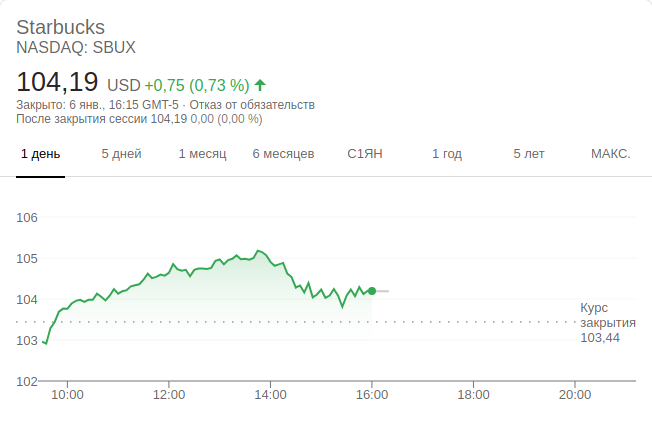 Starbucks
NASDAQ: SBUX
104,19 USD +0,75 (0,73 %)
Закрыто: 6 янв., 16:15 GMT-5 · Отказ от обязательств
После закрытия сессии 104,19 0,00 (0,00 %)
1 день 5 дней 1 месяц 6 месяцев С1ЯН 1 год 5 лет МАКС.
106
105
104
Курс
закрытия
103,44
103
102
10:00 12:00 14:00 16:00 18:00 20:00